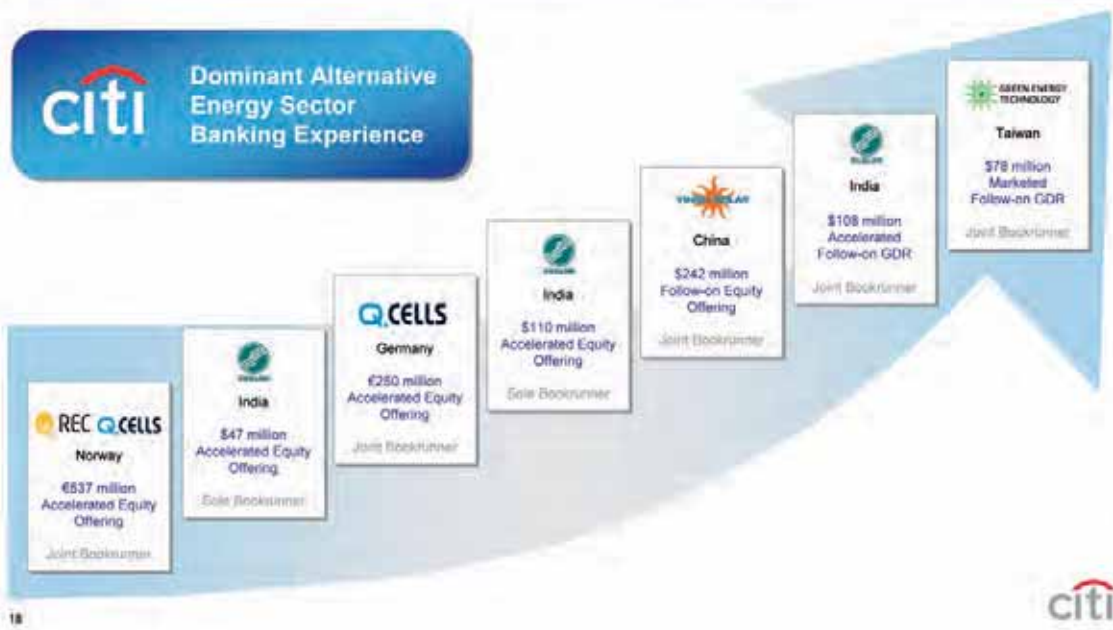 citi
Dominant Alternative
Energy Sector
Banking Experience
REC Q.CELLS
Norway
€537 million
Accelerated Equity
Offering
Joint Bookrunner
India
$47 million
Accelerated Equity
Offering
Sole Bookrunner
Q.CELLS
Germany
€250 million
Accelerated Equity
Offering
Joint Bookrunner
India
$110 million
Accelerated Equity
Offering
Sole Bookrunner
China
$242 million
Follow-on Equity
Offering
Joint Bookrunner
India
$108 million
Accelerated
Follow-on GDR
Joint Bookrunner
GREEN ENERGY
TECHNOLOGY
Taiwan
$78 million
Marketed
Follow-on GDR
Joint Bookrunner
18
citi